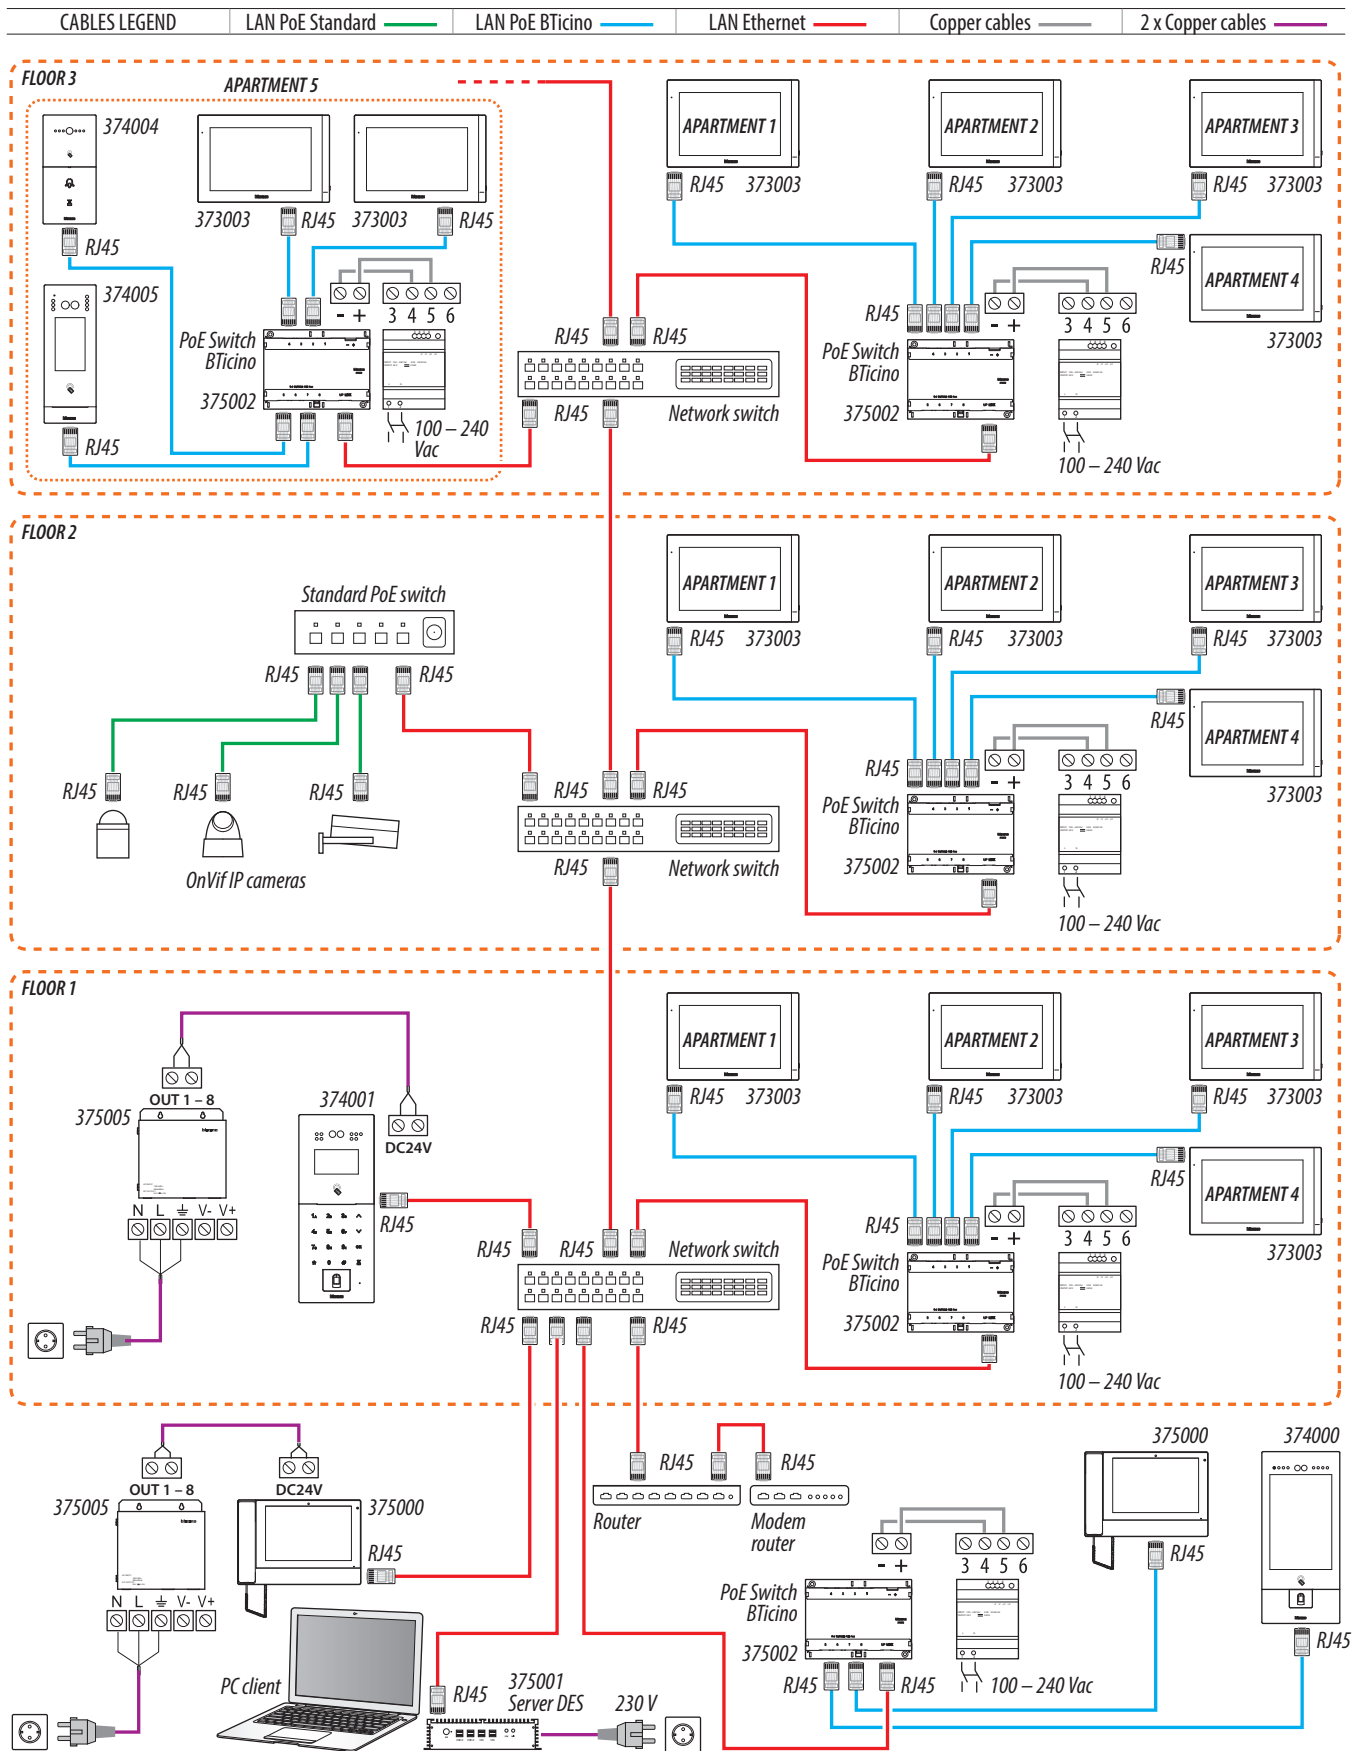 CABLES LEGEND LAN PoE Standard LAN PoE BTicino LAN Ethernet Copper cables 2 x Copper cables
FLOOR 3
APARTMENT 5
374004
373003 RJ45 373003 RJ45
RJ45
374005
- + 3 4 5 6
PoE Switch
BTicino
375002
100 – 240
Vac
RJ45
RJ45 RJ45
RJ45
Network switch
APARTMENT 1
RJ45 373003
APARTMENT 2
RJ45 373003
APARTMENT 3
RJ45 373003
APARTMENT 4
RJ45
373003
RJ45
- + 3 4 5 6
PoE Switch
BTicino
375002
100 – 240 Vac
FLOOR 2
Standard PoE switch
RJ45 RJ45
RJ45 RJ45 RJ45
OnVif IP cameras
RJ45 RJ45
RJ45
Network switch
APARTMENT 1
RJ45 373003
APARTMENT 2
RJ45 373003
APARTMENT 3
RJ45 373003
APARTMENT 4
RJ45
373003
RJ45
- + 3 4 5 6
PoE Switch
BTicino
375002
100 – 240 Vac
FLOOR 1
OUT 1 – 8
375005
N L V- V+
374001
DC24V
RJ45
RJ45 RJ45
Network switch
RJ45 RJ45
APARTMENT 1
RJ45 373003
APARTMENT 2
RJ45 373003
APARTMENT 3
RJ45 373003
APARTMENT 4
RJ45
373003
RJ45
- + 3 4 5 6
PoE Switch
BTicino
375002
100 – 240 Vac
OUT 1 – 8
375005
N L V- V+
DC24V
375000
RJ45
PC client
RJ45
375001
Server DES
230 V
RJ45 RJ45
Router
Modem
router
- + 3 4 5 6
PoE Switch
BTicino
375002
RJ45 RJ45
100 – 240 Vac
375000
RJ45
374000
RJ45